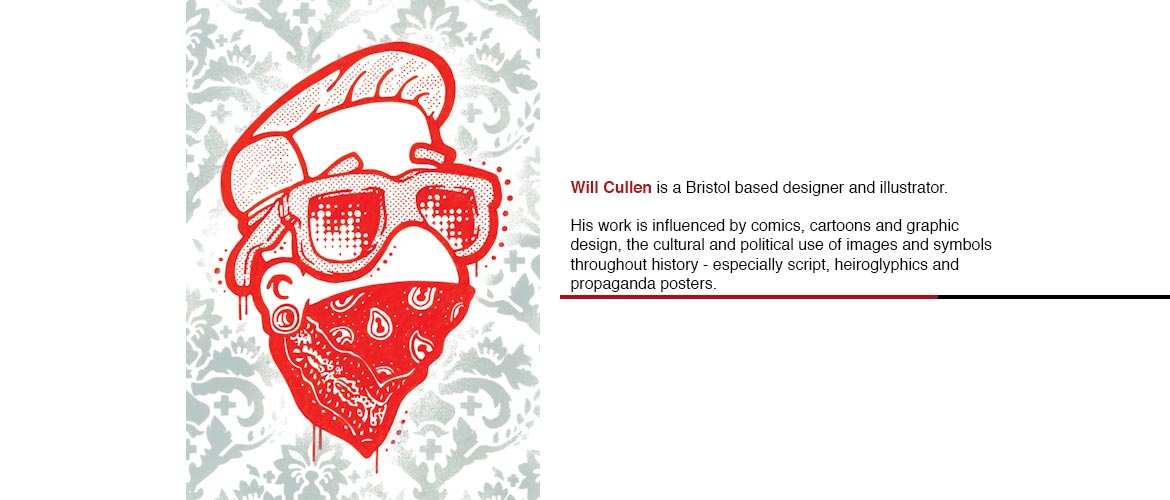 Will Cullen is a Bristol based designer and illustrator.
His work is influenced by comics, cartoons and graphic
design, the cultural and political use of images and symbols
throughout history - especially script, heiroglyphics and
propaganda posters.